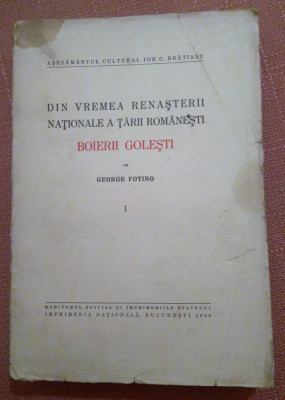 AȘEZĂMÂNTUL CULTURAL ION C. BRĂTIANU
DIN VREMEA RENAȘTERII
NAȚIONALE A ȚĂRII ROMÂNEȘTI
BOIERII GOLEȘTI
DE
GEORGE FOTINO
I
MONITORUL OFICIAL ȘI IMPRIMERIILE STATULUI
IMPRIMERIA NAȚIONALĂ, BUCUREȘTI